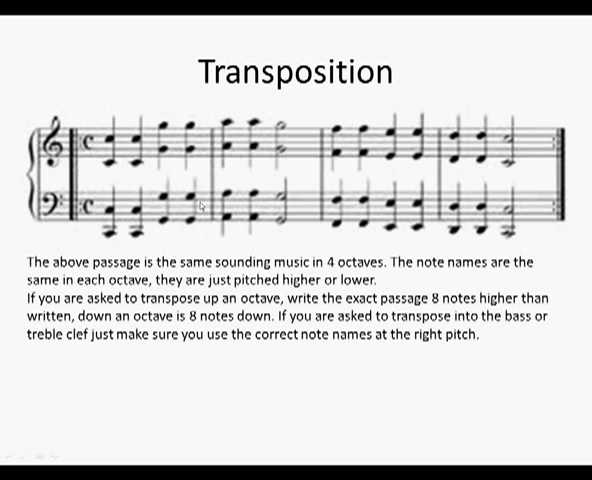 Transposition
The above passage is the same sounding music in 4 octaves. The note names are the
same in each octave, they are just pitched higher or lower.
If you are asked to transpose up an octave, write the exact passage 8 notes higher than
written, down an octave is 8 notes down. If you are asked to transpose into the bass or
treble clef just make sure you use the correct note names at the right pitch.